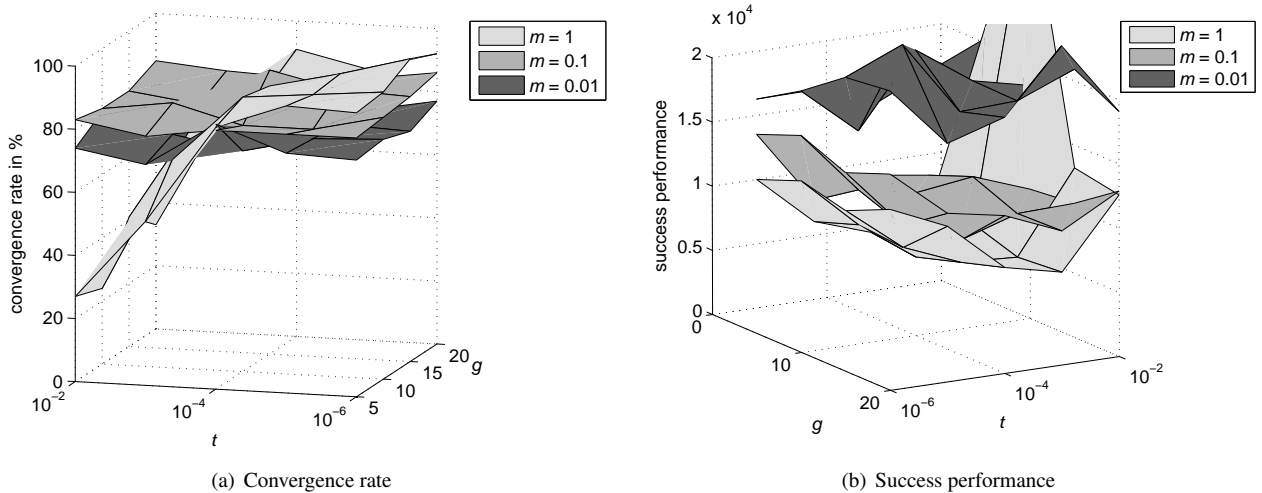 m = 1
m = 0.1
m = 0.01
100
80
60
40
20
0
convergence rate in %
10−2
10−4
10−6
t
5
10
15
20
g
(a) Convergence rate
x 10^4
m = 1
m = 0.1
m = 0.01
2
1.5
1
0.5
0
success performance
0
10
20
g
10−6
10−4
10−2
t
(b) Success performance